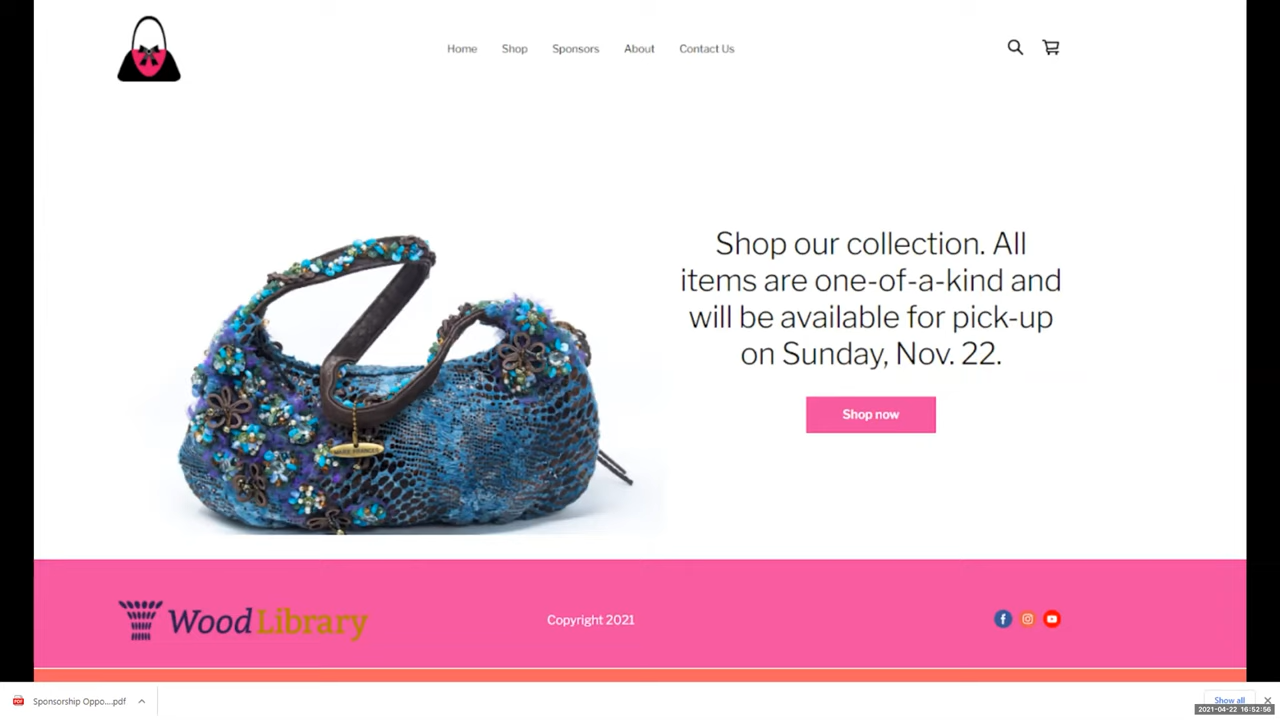 Home Shop Sponsors About Contact Us
Shop our collection. All
items are one-of-a-kind and
will be available for pick-up
on Sunday, Nov. 22.
Shop now
MARY FRANCES
Wood Library
Copyright 2021
Sponsorship Oppo....pdf
Show all
2021-04-22 16:52:56